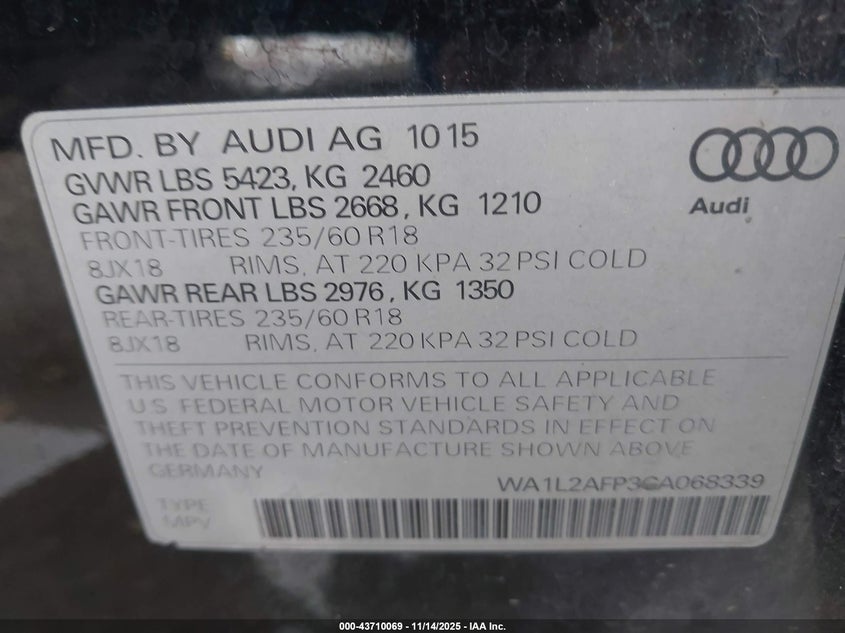 MFD. BY AUDI AG 10 15
GVWR LBS 5423, KG 2460
GAWR FRONT LBS 2668, KG 1210
FRONT-TIRES 235/60 R18
8JX18 RIMS, AT 220 KPA 32 PSI COLD
GAWR REAR LBS 2976, KG 1350
REAR-TIRES 235/60 R18
8JX18 RIMS, AT 220 KPA 32 PSI COLD
Audi
THIS VEHICLE CONFORMS TO ALL APPLICABLE
U.S. FEDERAL MOTOR VEHICLE SAFETY AND
THEFT PREVENTION STANDARDS IN EFFECT ON
THE DATE OF MANUFACTURE SHOWN ABOVE
GERMANY
WA1L2AFP3GA068339
TYPE
MPV
000-43710069 - 11/14/2025 - IAA Inc.